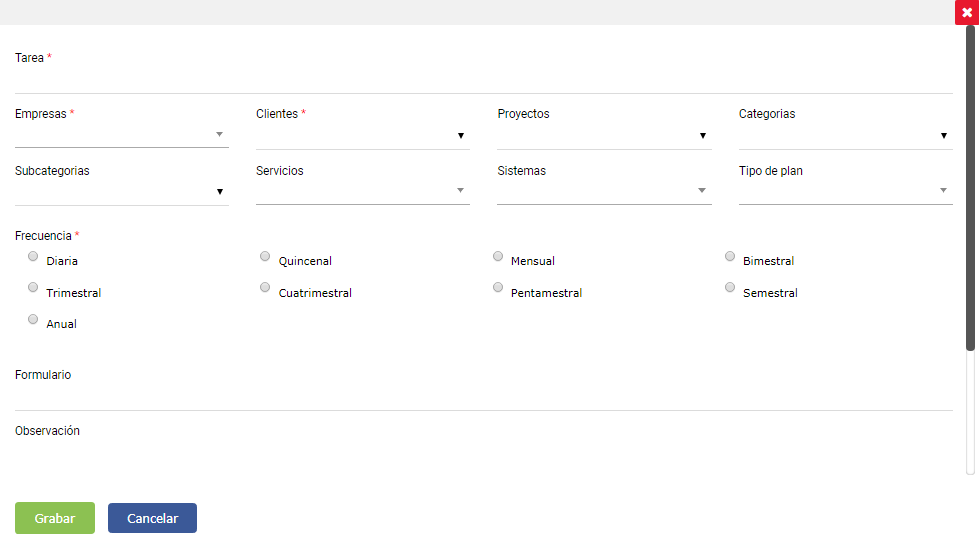 Tarea *
Empresas * Clientes * Proyectos Categorias
Subcategorias Servicios Sistemas Tipo de plan
Frecuencia *
Diaria Quincenal Mensual Bimestral
Trimestral Cuatrimestral Pentamestral Semestral
Anual
Formulario
Observación
Grabar Cancelar